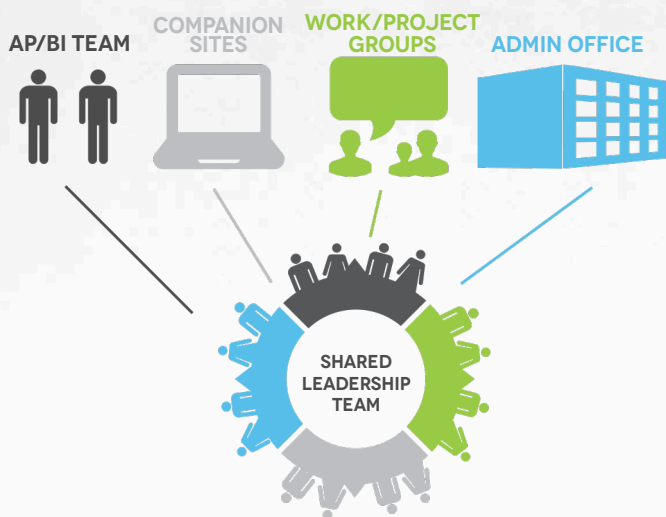 AP/BI TEAM
COMPANION
SITES
WORK/PROJECT
GROUPS
ADMIN OFFICE
SHARED
LEADERSHIP
TEAM